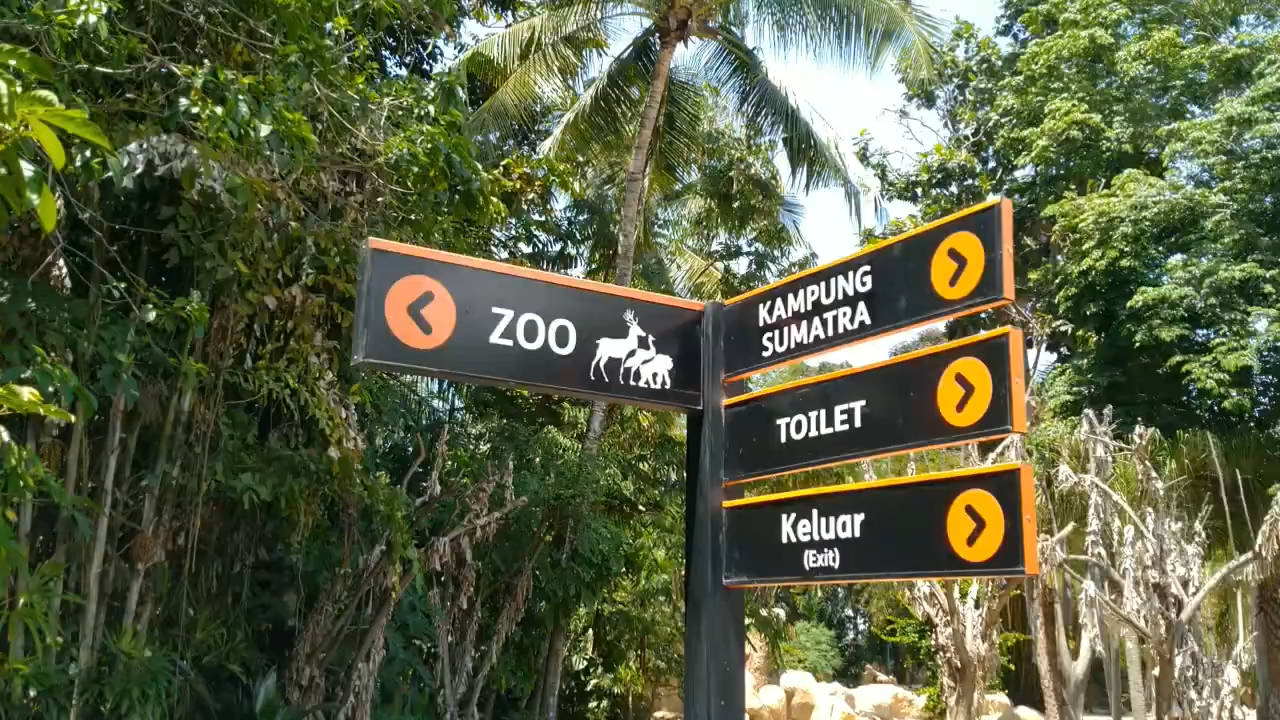 ZOO
KAMPUNG
SUMATRA
TOILET
Keluar
(Exit)